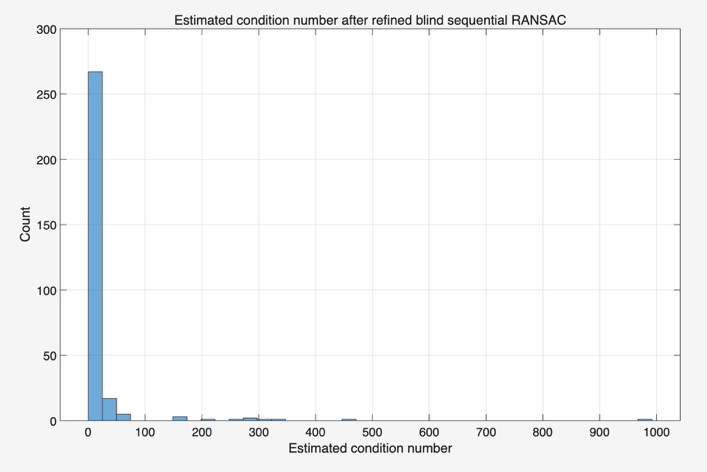 Estimated condition number after refined blind sequential RANSAC
300
250
200
150
100
50
0
Count
0 100 200 300 400 500 600 700 800 900 1000
Estimated condition number